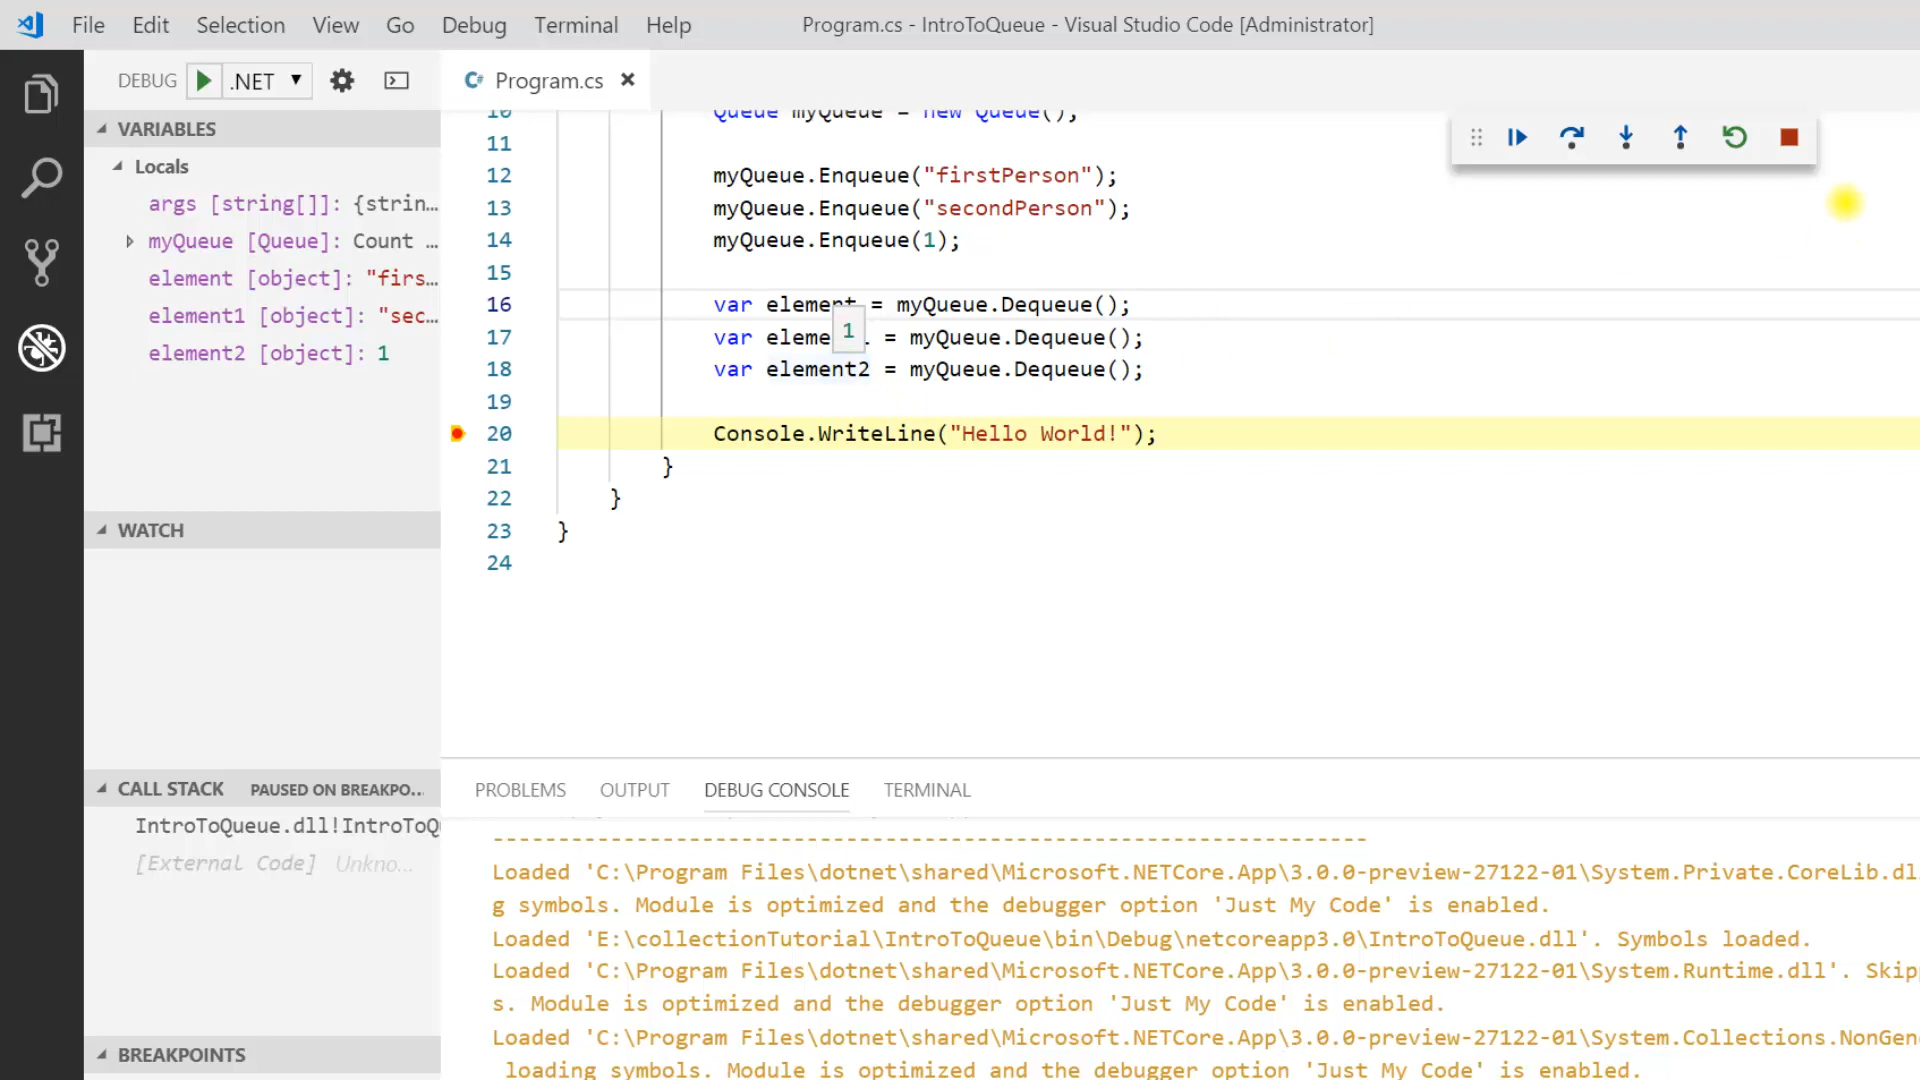 File Edit Selection View Go Debug Terminal Help Program.cs - IntroToQueue - Visual Studio Code [Administrator]
DEBUG .NET Program.cs
VARIABLES
Locals
args [string[]]: {strin…
myQueue [Queue]: Count …
element [object]: "firs…
element1 [object]: "sec…
element2 [object]: 1
WATCH
CALL STACK PAUSED ON BREAKPO…
IntroToQueue.dll!IntroToQ
[External Code] Unkno…
BREAKPOINTS
10 Queue myQueue = new Queue();
11
12 myQueue.Enqueue("firstPerson");
13 myQueue.Enqueue("secondPerson");
14 myQueue.Enqueue(1);
15
16 var element = myQueue.Dequeue();
1
17 var eleme = myQueue.Dequeue();
18 var element2 = myQueue.Dequeue();
19
20 Console.WriteLine("Hello World!");
21 }
22 }
23 }
24
PROBLEMS OUTPUT DEBUG CONSOLE TERMINAL
-------------------------------------------------------------------
Loaded 'C:\Program Files\dotnet\shared\Microsoft.NETCore.App\3.0.0-preview-27122-01\System.Private.CoreLib.dl
g symbols. Module is optimized and the debugger option 'Just My Code' is enabled.
Loaded 'E:\collectionTutorial\IntroToQueue\bin\Debug\netcoreapp3.0\IntroToQueue.dll'. Symbols loaded.
Loaded 'C:\Program Files\dotnet\shared\Microsoft.NETCore.App\3.0.0-preview-27122-01\System.Runtime.dll'. Skip
s. Module is optimized and the debugger option 'Just My Code' is enabled.
Loaded 'C:\Program Files\dotnet\shared\Microsoft.NETCore.App\3.0.0-preview-27122-01\System.Collections.NonGen
loading symbols. Module is optimized and the debugger option 'Just My Code' is enabled.